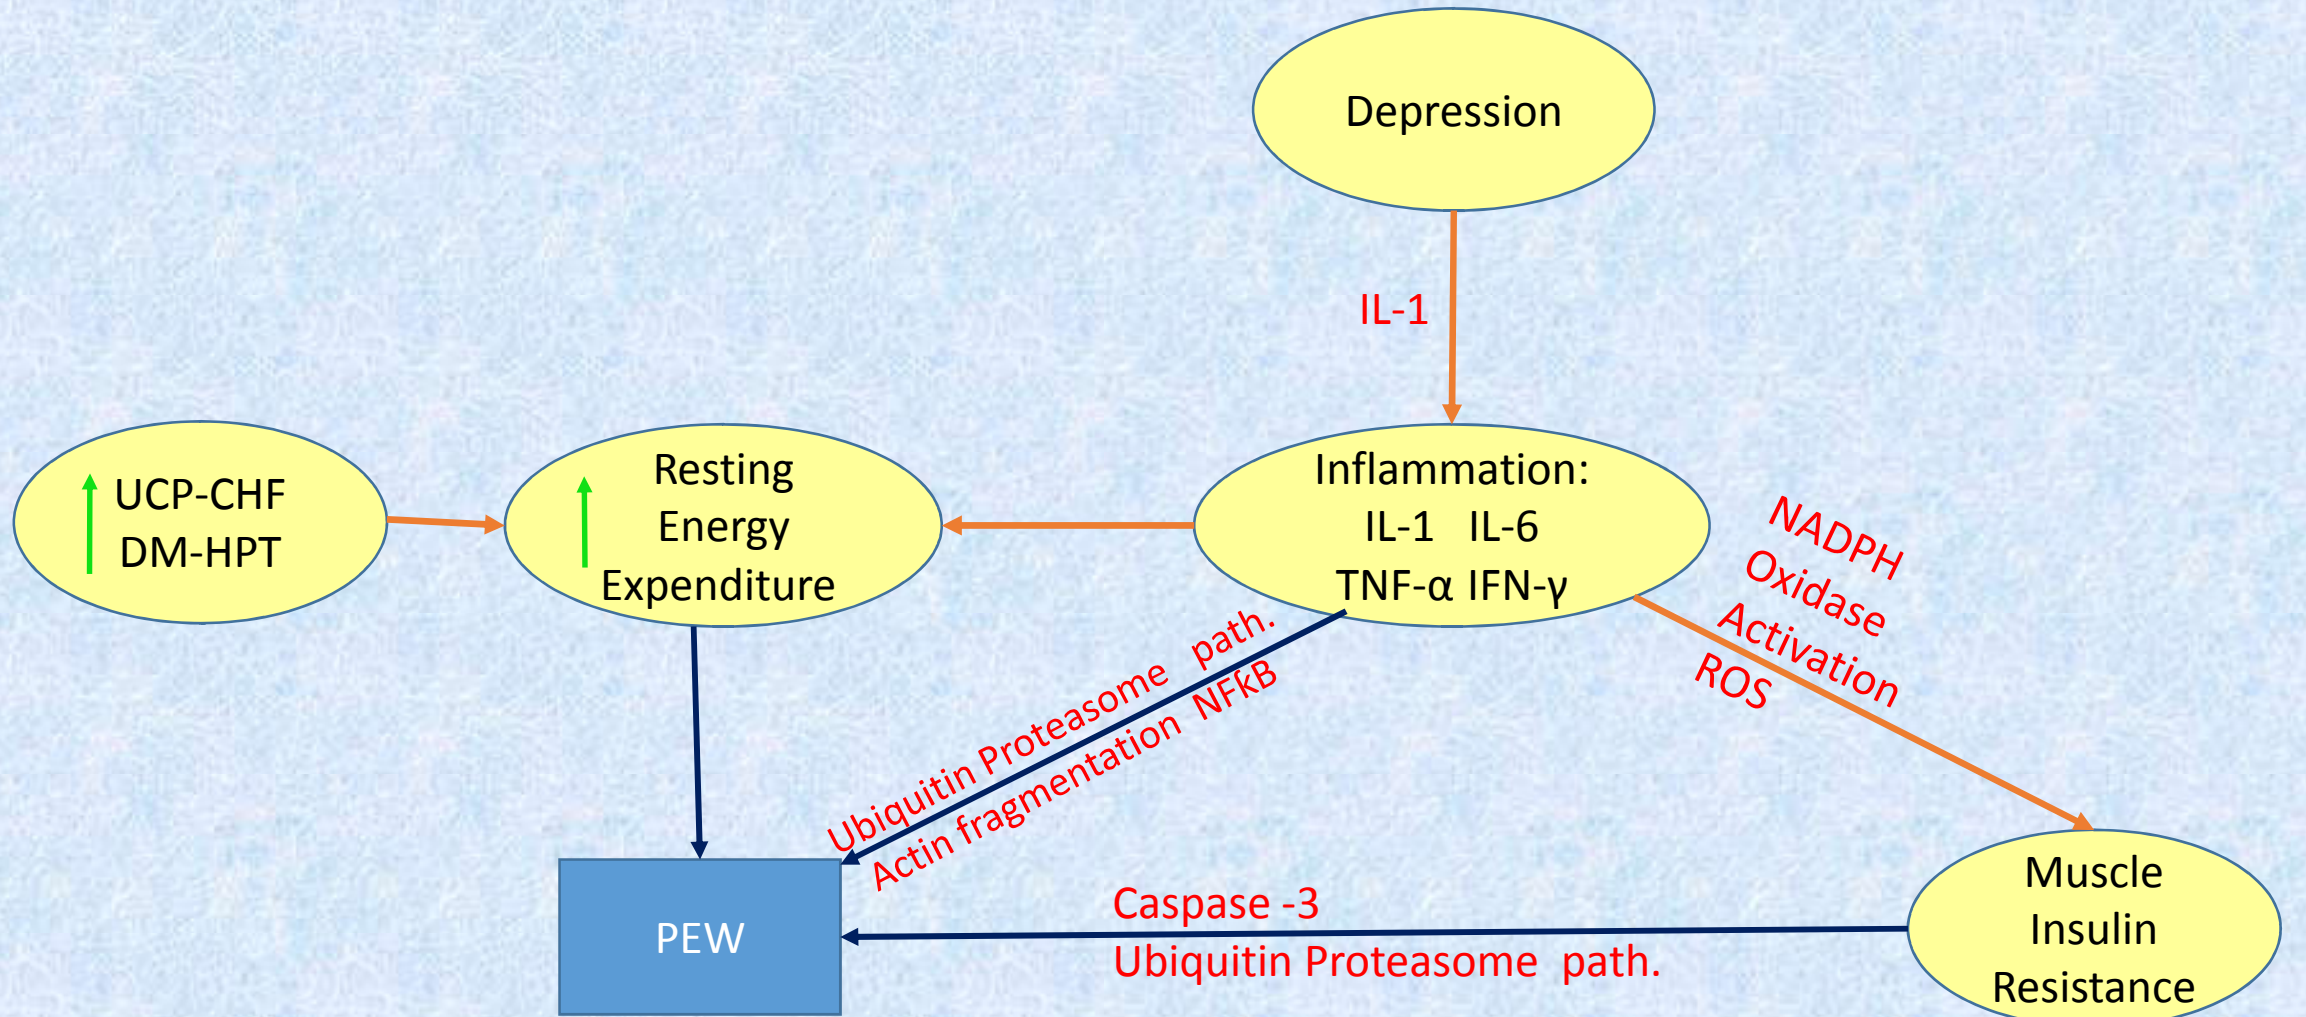 Depression
IL-1
UCP-CHF
DM-HPT
Resting
Energy
Expenditure
Inflammation:
IL-1 IL-6
TNF-α IFN-γ
NADPH
Oxidase
Activation
ROS
Ubiquitin Proteasome path.
Actin fragmentation NFkB
PEW
Caspase -3
Ubiquitin Proteasome path.
Muscle
Insulin
Resistance